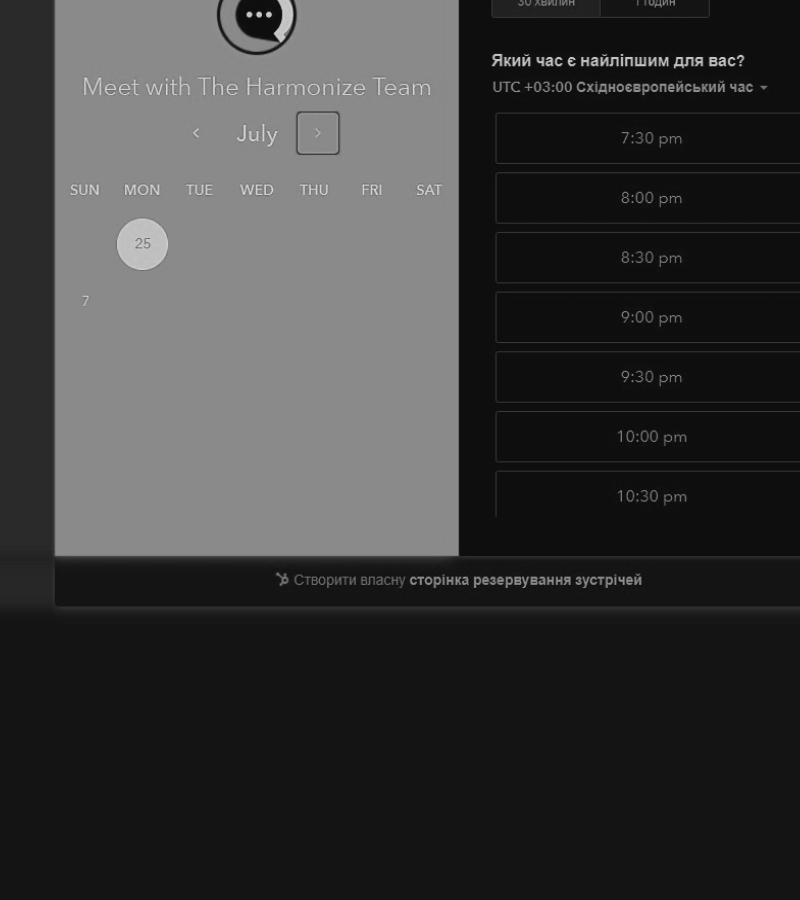 Meet with The Harmonize Team
July
SUN MON TUE WED THU FRI SAT
25
7
30 хвилин
1 годин
Який час є найліпшим для вас?
UTC +03:00 Східноєвропейський час
7:30 pm
8:00 pm
8:30 pm
9:00 pm
9:30 pm
10:00 pm
10:30 pm
Створити власну сторінка резервування зустрічей